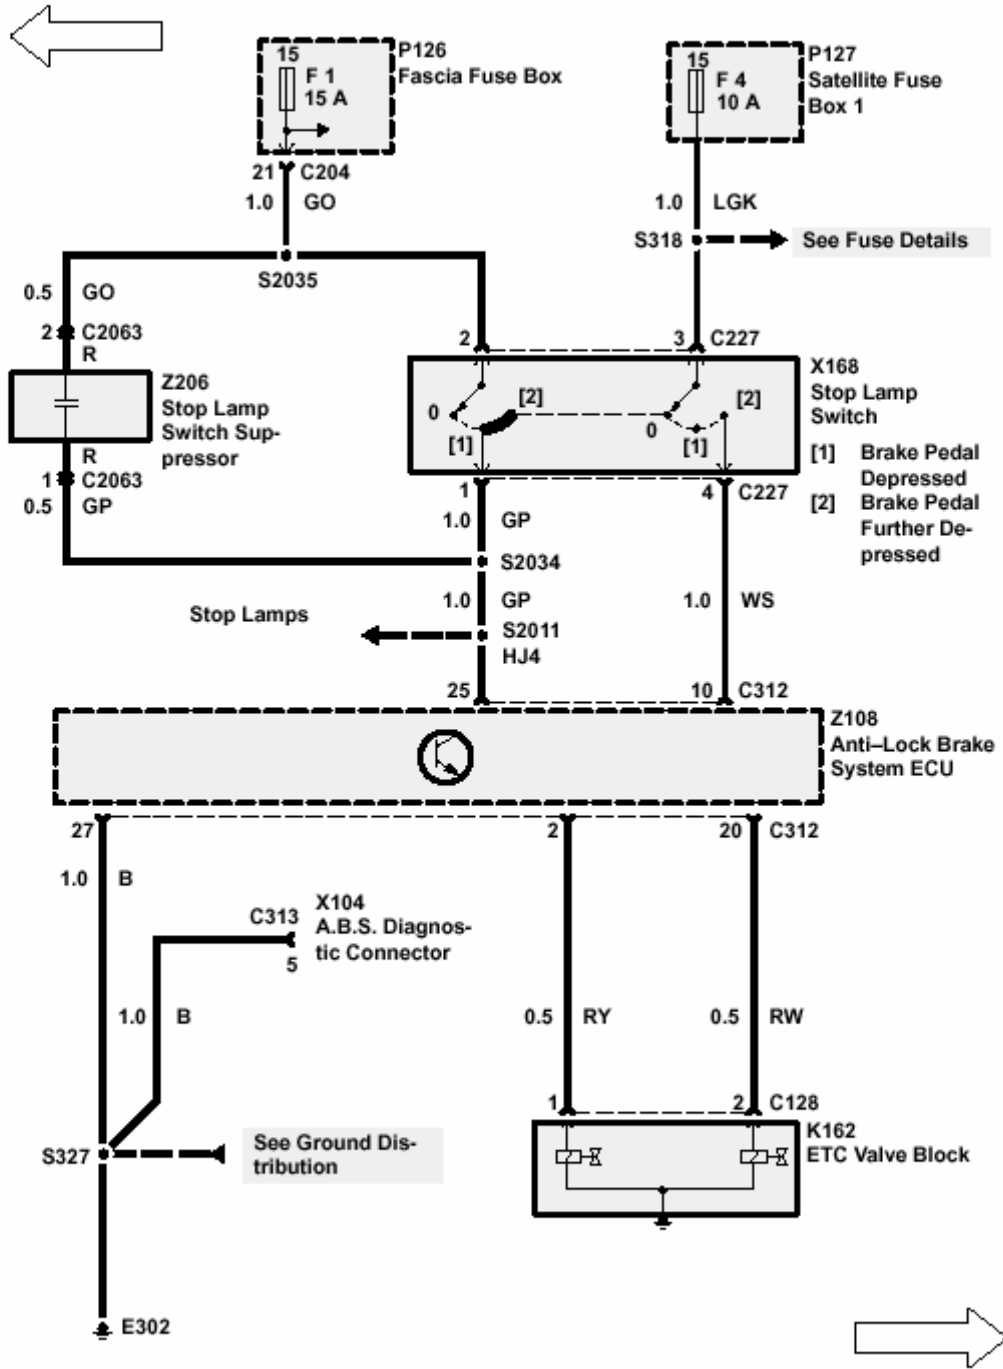 15
F 1
15 A
P126
Fascia Fuse Box
15
F 4
10 A
P127
Satellite Fuse
Box 1
21 C204
1.0 GO
1.0 LGK
S318
See Fuse Details
S2035
0.5 GO
2 C2063
R
2
3 C227
Z206
Stop Lamp
Switch Sup-
pressor
X168
Stop Lamp
Switch
0
[2]
[1]
0
[2]
[1]
[1] Brake Pedal
Depressed
[2] Brake Pedal
Further De-
pressed
R
1 C2063
0.5 GP
1
4 C227
1.0 GP
S2034
1.0 GP
1.0 WS
Stop Lamps
S2011
HJ4
25
10 C312
Z108
Anti–Lock Brake
System ECU
27
2
20 C312
1.0 B
C313
5
X104
A.B.S. Diagnos-
tic Connector
1.0 B
0.5 RY
0.5 RW
1
2 C128
K162
ETC Valve Block
S327
See Ground Dis-
tribution
E302